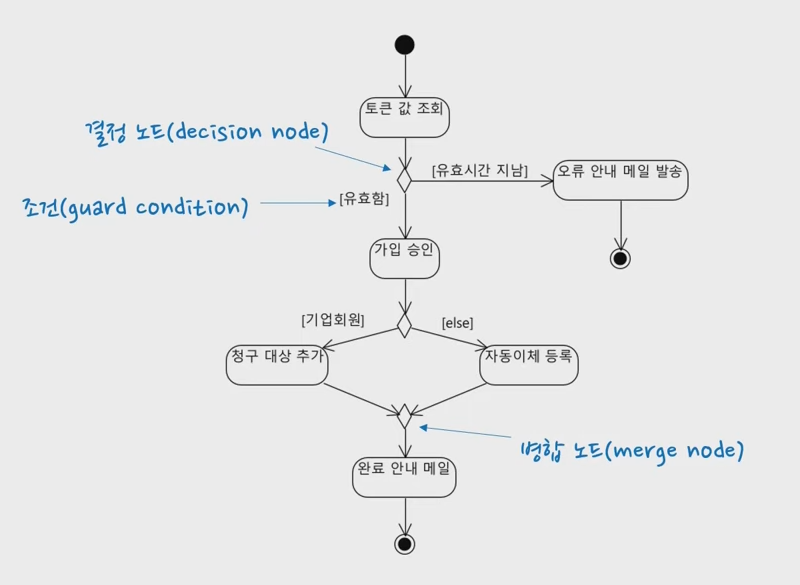 토큰 값 조회
결정 노드(decision node)
[유효시간 지남]
오류 안내 메일 발송
조건(guard condition)
[유효함]
가입 승인
[기업회원]
[else]
청구 대상 추가
자동이체 등록
병합 노드(merge node)
완료 안내 메일